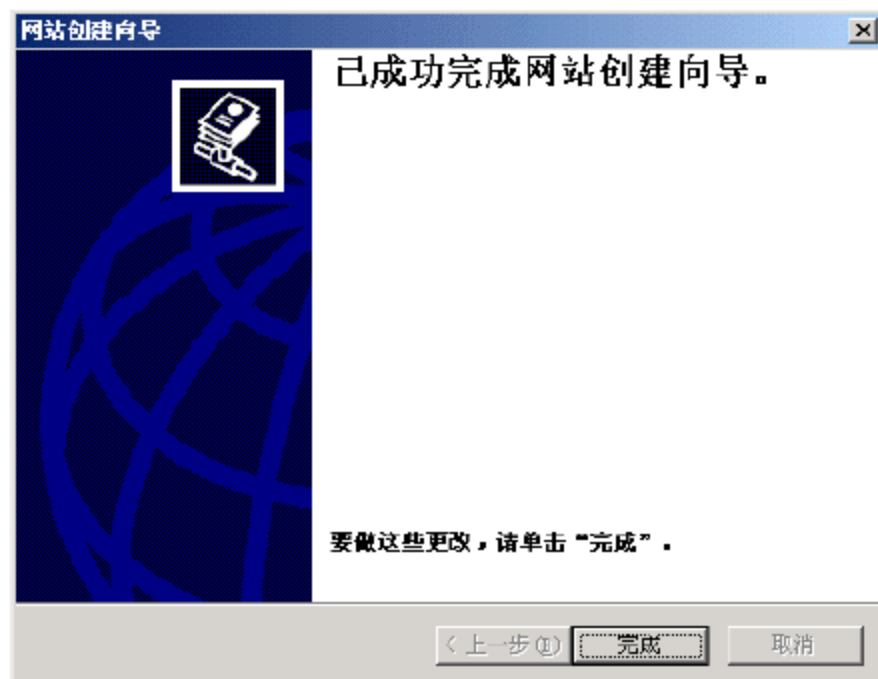 网站创建向导
已成功完成网站创建向导。
要做这些更改,请单击“完成”.
< 上一步(B)
完成
取消